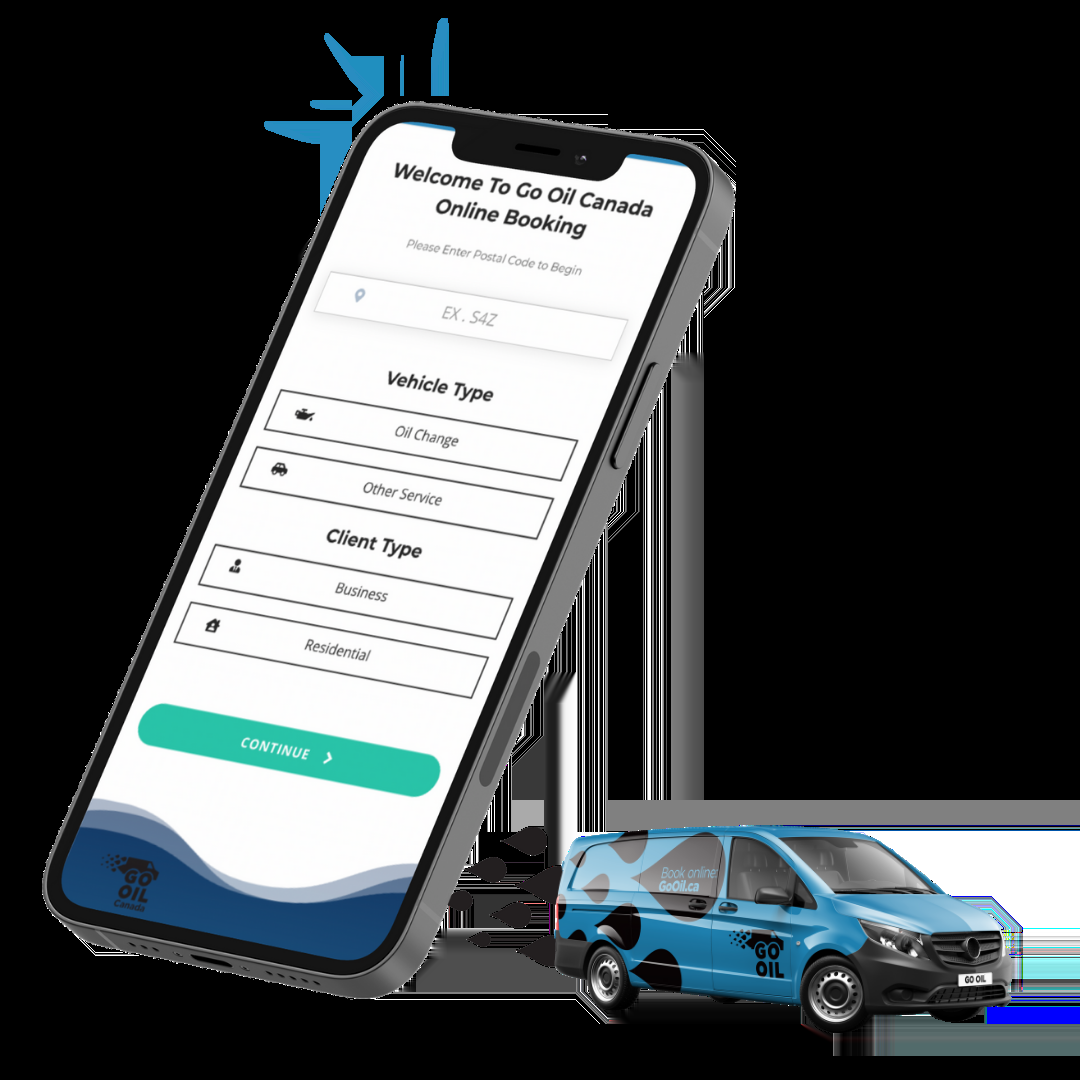 Welcome To Go Oil Canada
Online Booking
Please Enter Postal Code to Begin
EX . S4Z
Vehicle Type
Oil Change
Other Service
Client Type
Business
Residential
CONTINUE
GO
OIL
Canada
Book online:
GoOil.ca
GO
OIL
GO OIL